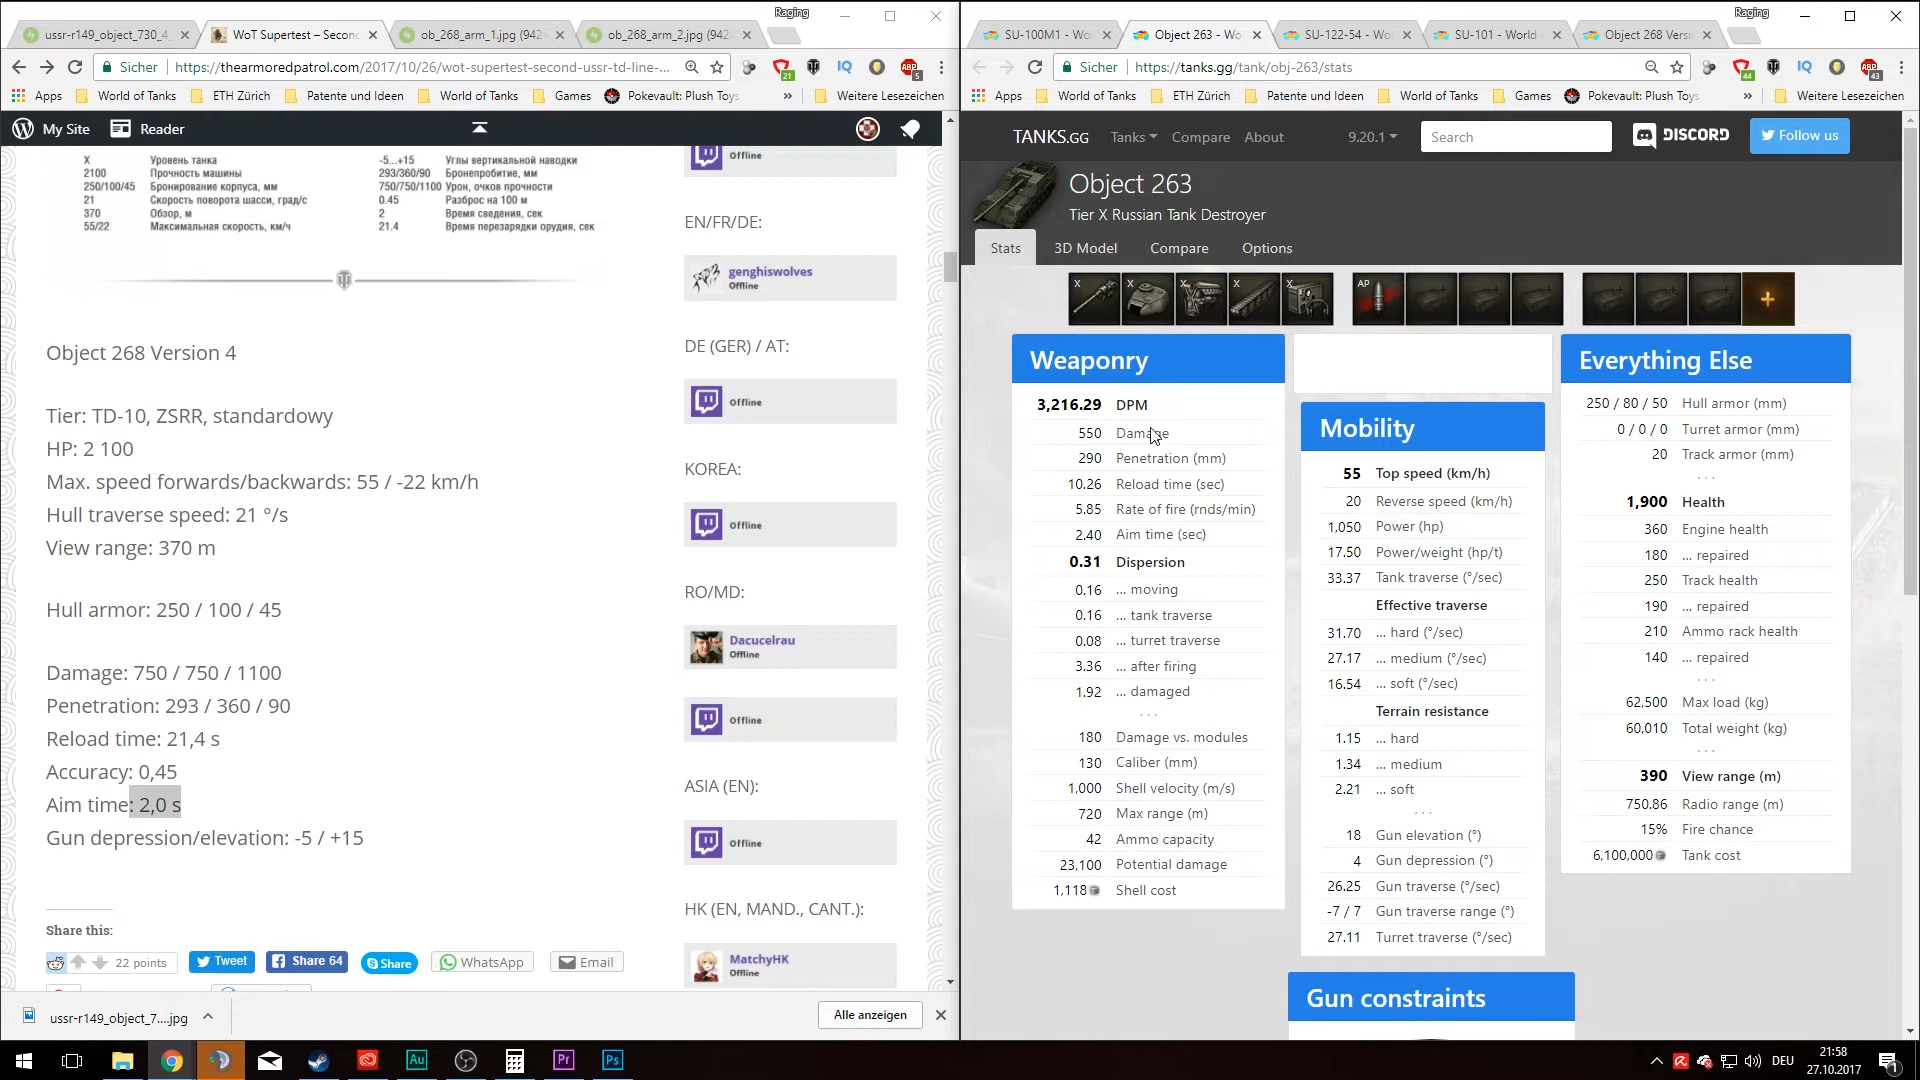 Raging
ussr-r149_object_730_4_
WoT Supertest – Secon
ob_268_arm_1.jpg (942×
ob_268_arm_2.jpg (942
Sicher
https://thearmoredpatrol.com/2017/10/26/wot-supertest-second-ussr-td-line-...
21
IQ
ABP
5
Apps
World of Tanks
ETH Zürich
Patente und Ideen
World of Tanks
Games
Pokevault: Plush Toys
»
Weitere Lesezeichen
My Site
Reader
X Уровень танка
2100 Прочность машины
250/100/45 Бронирование корпуса, мм
21 Скорость поворота шасси, град/с
370 Обзор, м
55/22 Максимальная скорость, км/ч
-5...+15 Углы вертикальной наводки
293/360/90 Бронепробитие, мм
750/750/1100 Урон, очков прочности
0.45 Разброс на 100 м
2 Время сведения, сек
21.4 Время перезарядки орудия, сек
Object 268 Version 4
Tier: TD-10, ZSRR, standardowy
HP: 2 100
Max. speed forwards/backwards: 55 / -22 km/h
Hull traverse speed: 21 °/s
View range: 370 m
Hull armor: 250 / 100 / 45
Damage: 750 / 750 / 1100
Penetration: 293 / 360 / 90
Reload time: 21,4 s
Accuracy: 0,45
Aim time: 2,0 s
Gun depression/elevation: -5 / +15
Share this:
22 points
Tweet
Share 64
Share
WhatsApp
Email
Offline
EN/FR/DE:
genghiswolves
Offline
DE (GER) / AT:
Offline
KOREA:
Offline
RO/MD:
Dacucelrau
Offline
Offline
ASIA (EN):
Offline
HK (EN, MAND., CANT.):
MatchyHK
Offline
ussr-r149_object_7....jpg
Alle anzeigen
Raging
SU-100M1 - Wo
Object 263 - Wo
SU-122-54 - Wo
SU-101 - World
Object 268 Versi
Sicher
https://tanks.gg/tank/obj-263/stats
44
IQ
ABP
43
Apps
World of Tanks
ETH Zürich
Patente und Ideen
World of Tanks
Games
Pokevault: Plush Toys
»
Weitere Lesezeichen
TANKS.GG
Tanks
Compare
About
9.20.1
Search
DISCORD
Follow us
Object 263
Tier X Russian Tank Destroyer
Stats
3D Model
Compare
Options
X X X X X AP
Weaponry
3,216.29 DPM
550 Damage
290 Penetration (mm)
10.26 Reload time (sec)
5.85 Rate of fire (rnds/min)
2.40 Aim time (sec)
0.31 Dispersion
0.16 ... moving
0.16 ... tank traverse
0.08 ... turret traverse
3.36 ... after firing
1.92 ... damaged
...
180 Damage vs. modules
130 Caliber (mm)
1,000 Shell velocity (m/s)
720 Max range (m)
42 Ammo capacity
23,100 Potential damage
1,118 Shell cost
Mobility
55 Top speed (km/h)
20 Reverse speed (km/h)
1,050 Power (hp)
17.50 Power/weight (hp/t)
33.37 Tank traverse (°/sec)
Effective traverse
31.70 ... hard (°/sec)
27.17 ... medium (°/sec)
16.54 ... soft (°/sec)
Terrain resistance
1.15 ... hard
1.34 ... medium
2.21 ... soft
...
18 Gun elevation (°)
4 Gun depression (°)
26.25 Gun traverse (°/sec)
-7 / 7 Gun traverse range (°)
27.11 Turret traverse (°/sec)
Gun constraints
Everything Else
250 / 80 / 50 Hull armor (mm)
0 / 0 / 0 Turret armor (mm)
20 Track armor (mm)
...
1,900 Health
360 Engine health
180 ... repaired
250 Track health
190 ... repaired
210 Ammo rack health
140 ... repaired
...
62,500 Max load (kg)
60,010 Total weight (kg)
...
390 View range (m)
750.86 Radio range (m)
15% Fire chance
6,100,000 Tank cost
Au
Pr
Ps
DEU
21:58
27.10.2017
1